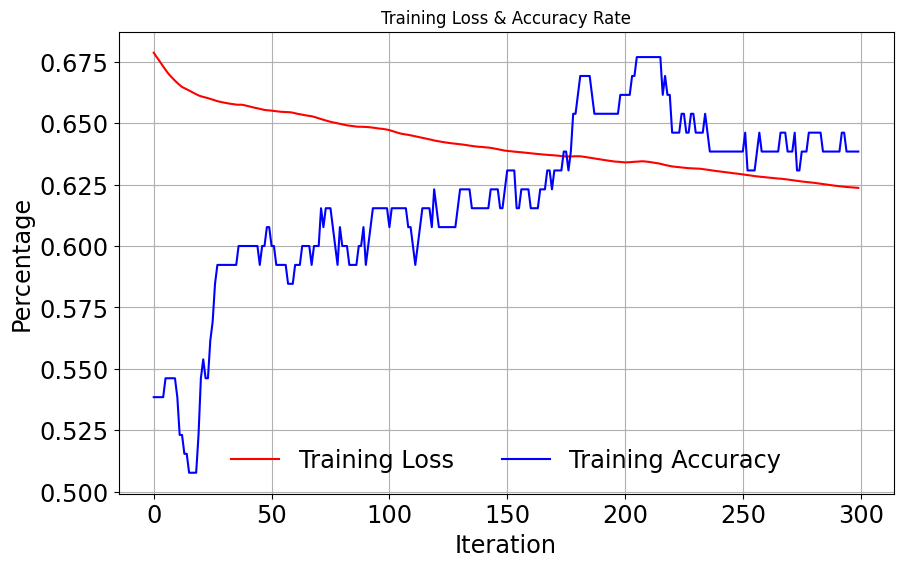 Training Loss & Accuracy Rate
Percentage
0.675
0.650
0.625
0.600
0.575
0.550
0.525
0.500
Training Loss
Training Accuracy
0 50 100 150 200 250 300
Iteration